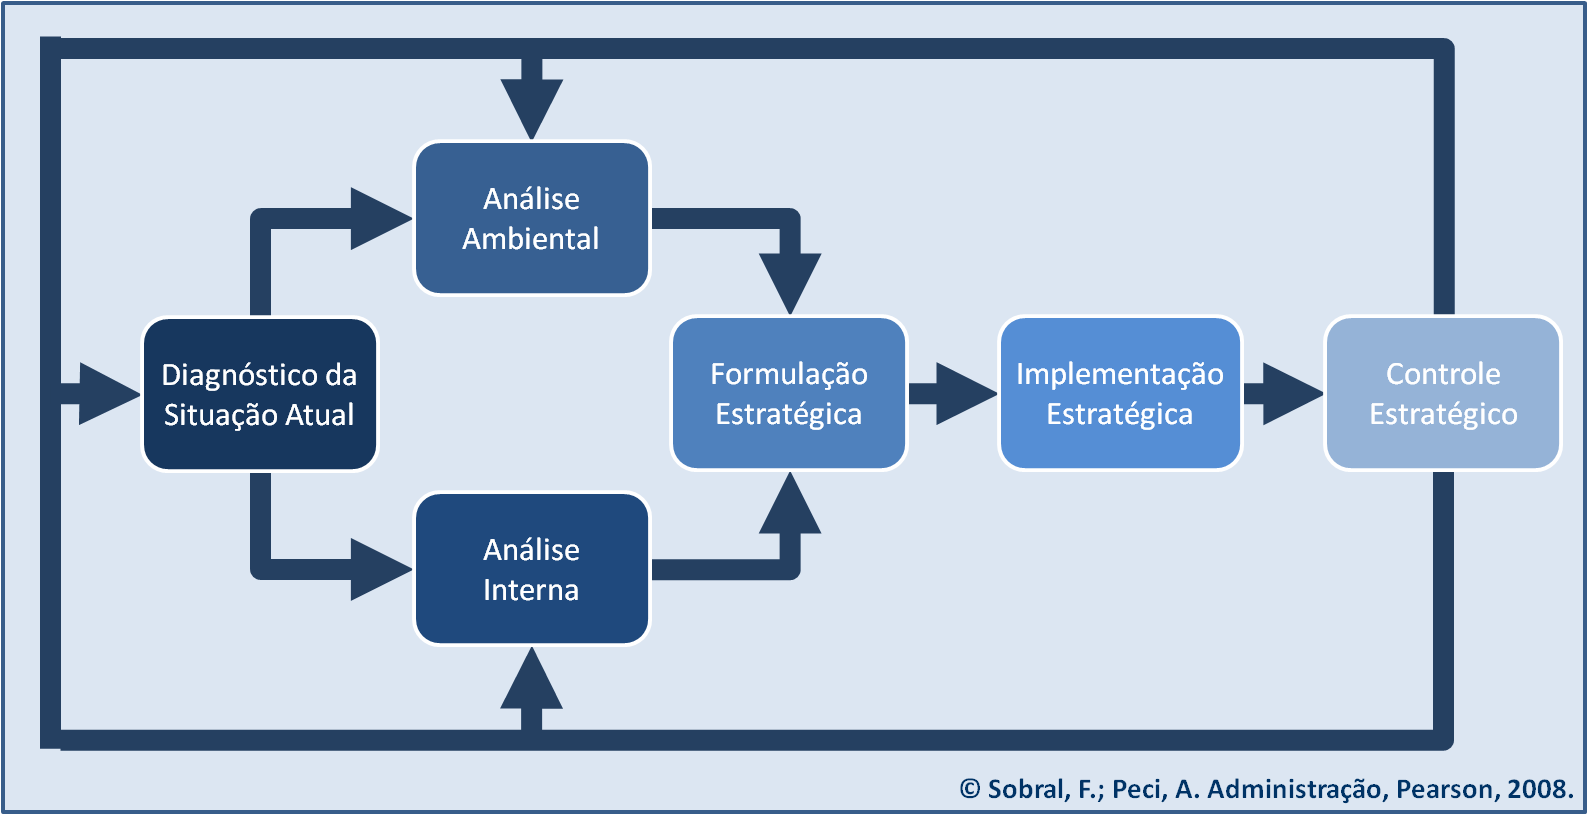 Análise
Ambiental
Diagnóstico da
Situação Atual
Formulação
Estratégica
Implementação
Estratégica
Controle
Estratégico
Análise
Interna
© Sobral, F.; Peci, A. Administração, Pearson, 2008.